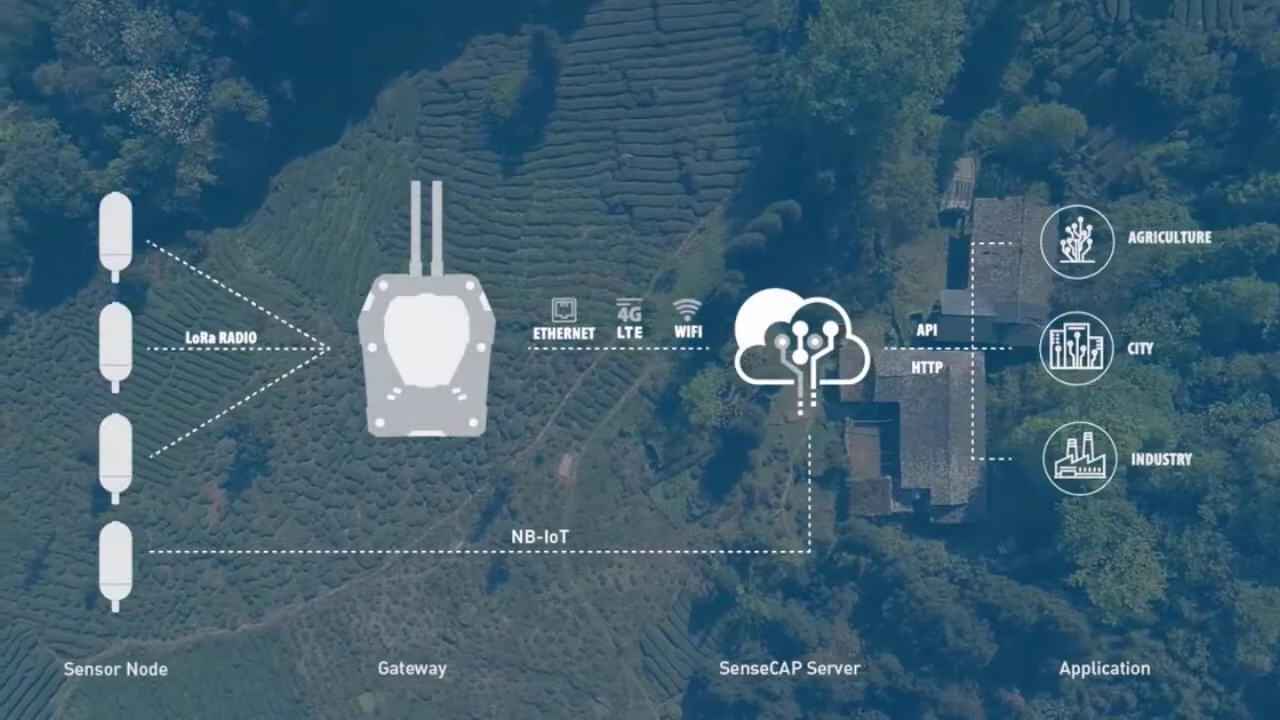 LoRa RADIO
4G
ETHERNET
LTE
WIFI
API
HTTP
AGRICULTURE
CITY
INDUSTRY
NB-IoT
Sensor Node
Gateway
SenseCAP Server
Application